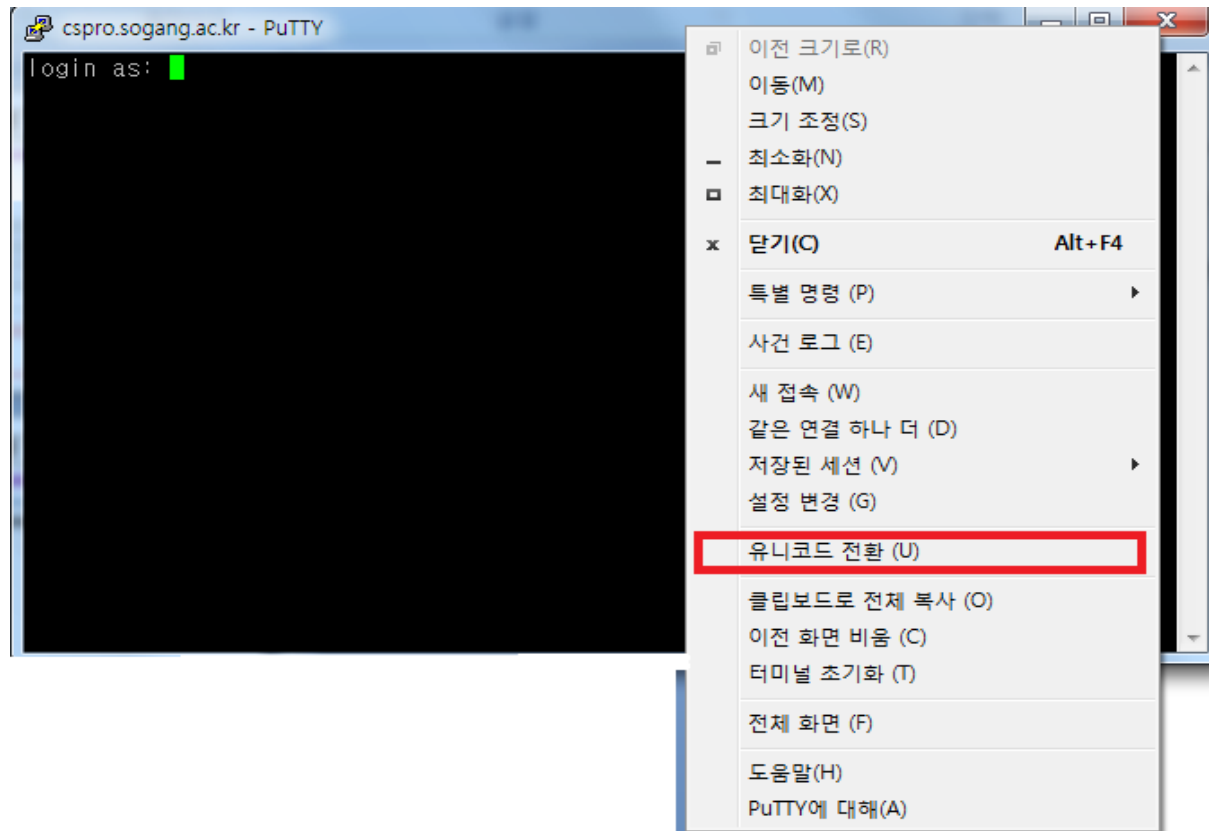 cspro.sogang.ac.kr - PuTTY
login as:
이전 크기로(R)
이동(M)
크기 조정(S)
최소화(N)
최대화(X)
닫기(C) Alt+F4
특별 명령 (P)
사건 로그 (E)
새 접속 (W)
같은 연결 하나 더 (D)
저장된 세션 (V)
설정 변경 (G)
유니코드 전환 (U)
클립보드로 전체 복사 (O)
이전 화면 비움 (C)
터미널 초기화 (T)
전체 화면 (F)
도움말(H)
PuTTY에 대해(A)